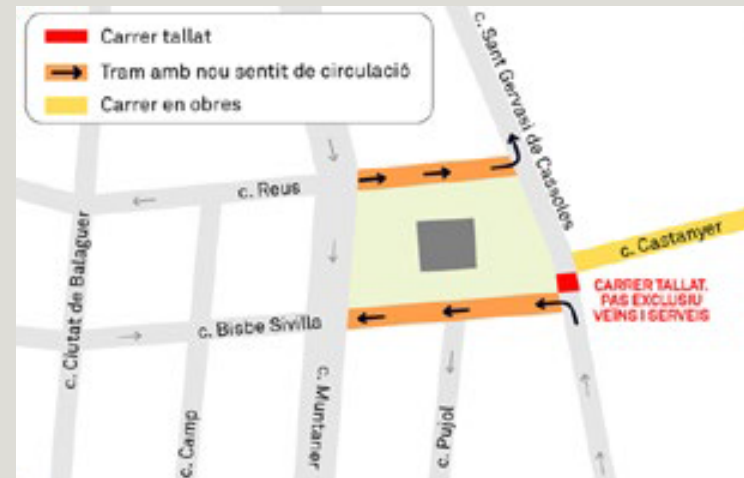 Carrer tallat
Tram amb nou sentit de circulació
Carrer en obres
c. Sant Gervasi de Cassoles
c. Reus
c. Castanyer
c. Ciutat de Balaguer
CARRER TALLAT.
PAS EXCLUSIU
VEÏNS I SERVEIS
c. Bisbe Sivilla
c. Camp
c. Muntaner
c. Pujol